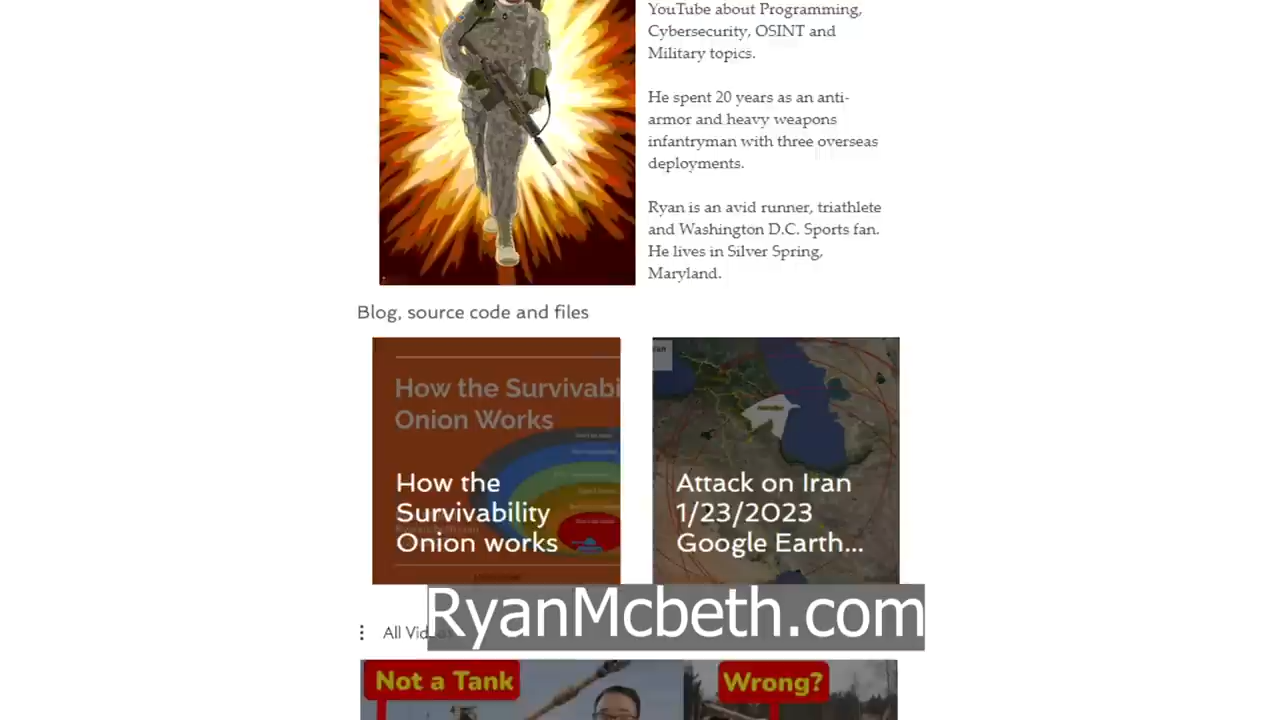 YouTube about Programming,
Cybersecurity, OSINT and
Military topics.
He spent 20 years as an anti-
armor and heavy weapons
infantryman with three overseas
deployments.
Ryan is an avid runner, triathlete
and Washington D.C. Sports fan.
He lives in Silver Spring,
Maryland.
Blog, source code and files
How the Survivabi
Onion Works
How the
Survivability
Onion works
Attack on Iran
1/23/2023
Google Earth...
RyanMcbeth.com
All Vid
Not a Tank
Wrong?